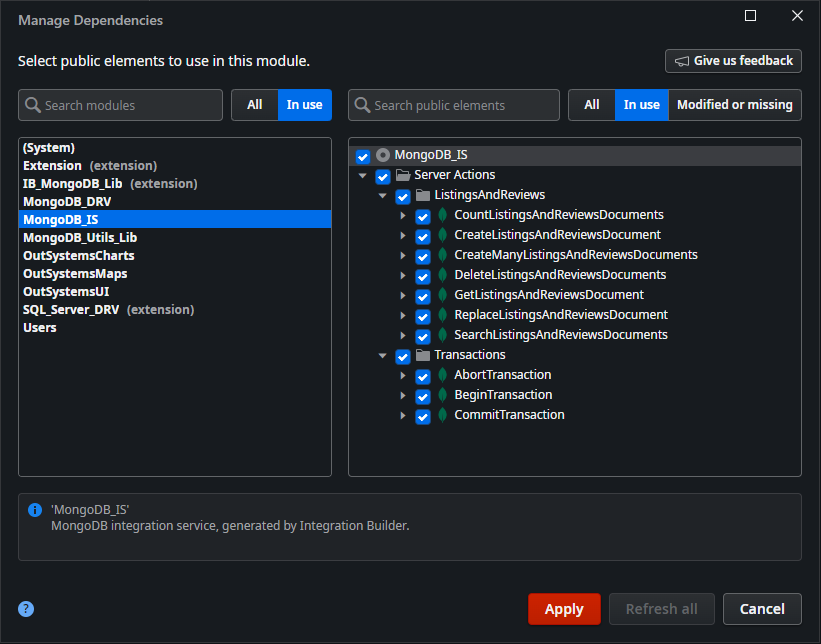 Manage Dependencies
Select public elements to use in this module.
Give us feedback
Search modules
All
In use
Search public elements
All
In use
Modified or missing
(System)
Extension (extension)
IB_MongoDB_Lib (extension)
MongoDB_DRV
MongoDB_IS
MongoDB_Utils_Lib
OutSystemsCharts
OutSystemsMaps
OutSystemsUI
SQL_Server_DRV (extension)
Users
MongoDB_IS
Server Actions
ListingsAndReviews
CountListingsAndReviewsDocuments
CreateListingsAndReviewsDocument
CreateManyListingsAndReviewsDocuments
DeleteListingsAndReviewsDocuments
GetListingsAndReviewsDocument
ReplaceListingsAndReviewsDocument
SearchListingsAndReviewsDocuments
Transactions
AbortTransaction
BeginTransaction
CommitTransaction
'MongoDB_IS'
MongoDB integration service, generated by Integration Builder.
?
Apply
Refresh all
Cancel